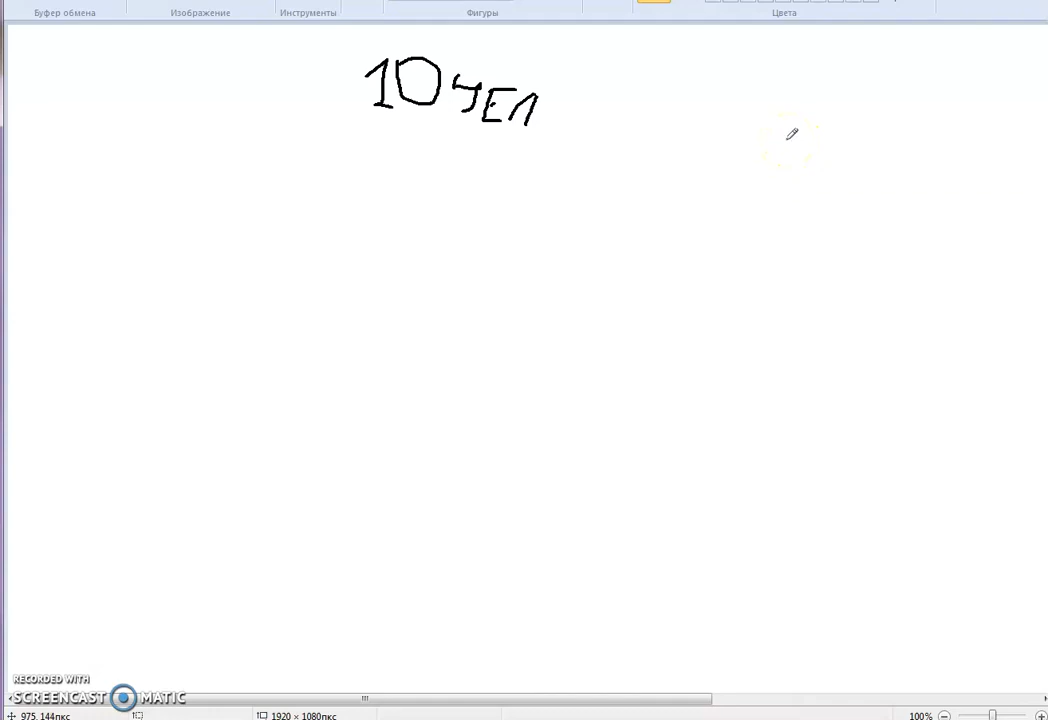 Буфер обмена Изображение Инструменты Фигуры Цвета
10 чЕЛ
RECORDED WITH
SCREENCAST MATIC
975, 144пкс 1920 × 1080пкс 100%